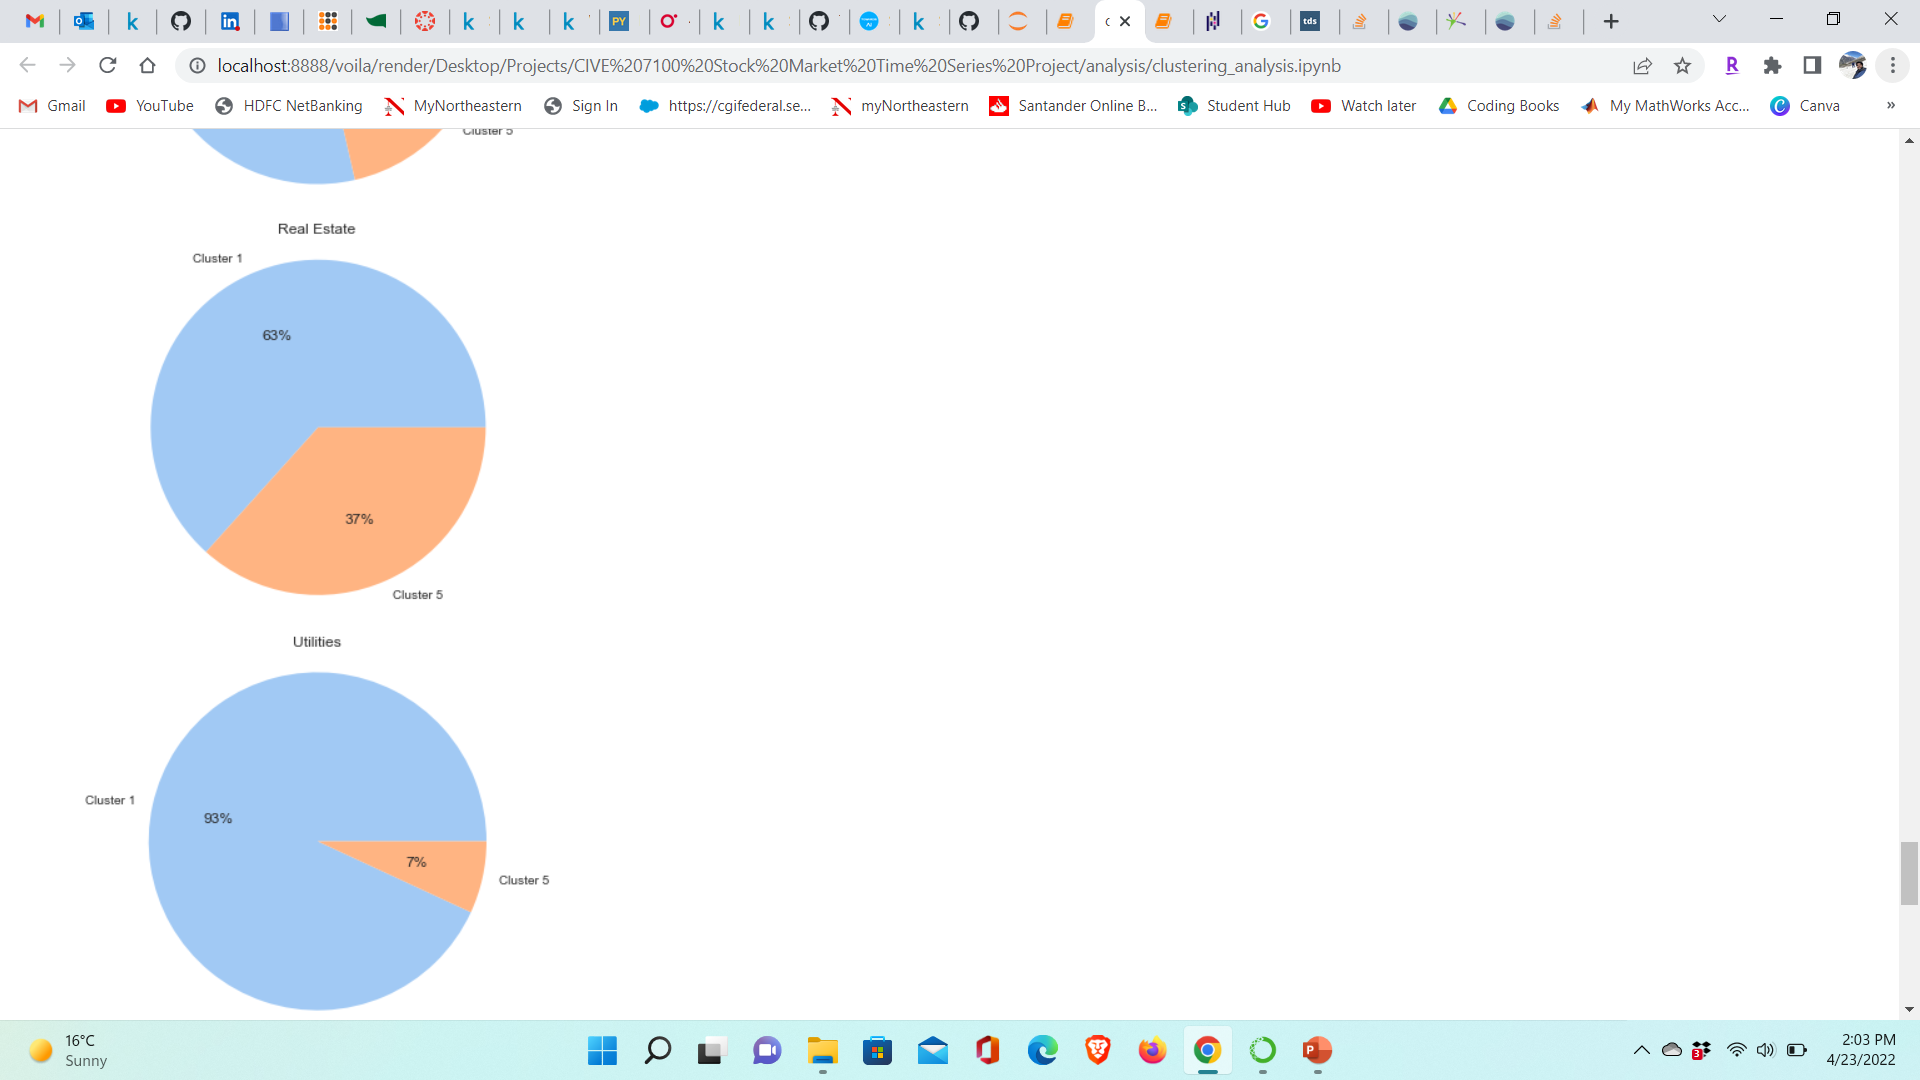 localhost:8888/voila/render/Desktop/Projects/CIVE%207100%20Stock%20Market%20Time%20Series%20Project/analysis/clustering_analysis.ipynb
Gmail YouTube HDFC NetBanking MyNortheastern Sign In https://cgifederal.se... myNortheastern Santander Online B... Student Hub Watch later Coding Books My MathWorks Acc... Canva »
Cluster 5
Real Estate
Cluster 1
63%
37%
Cluster 5
Utilities
Cluster 1
93%
7%
Cluster 5
16°C
Sunny
2:03 PM
4/23/2022